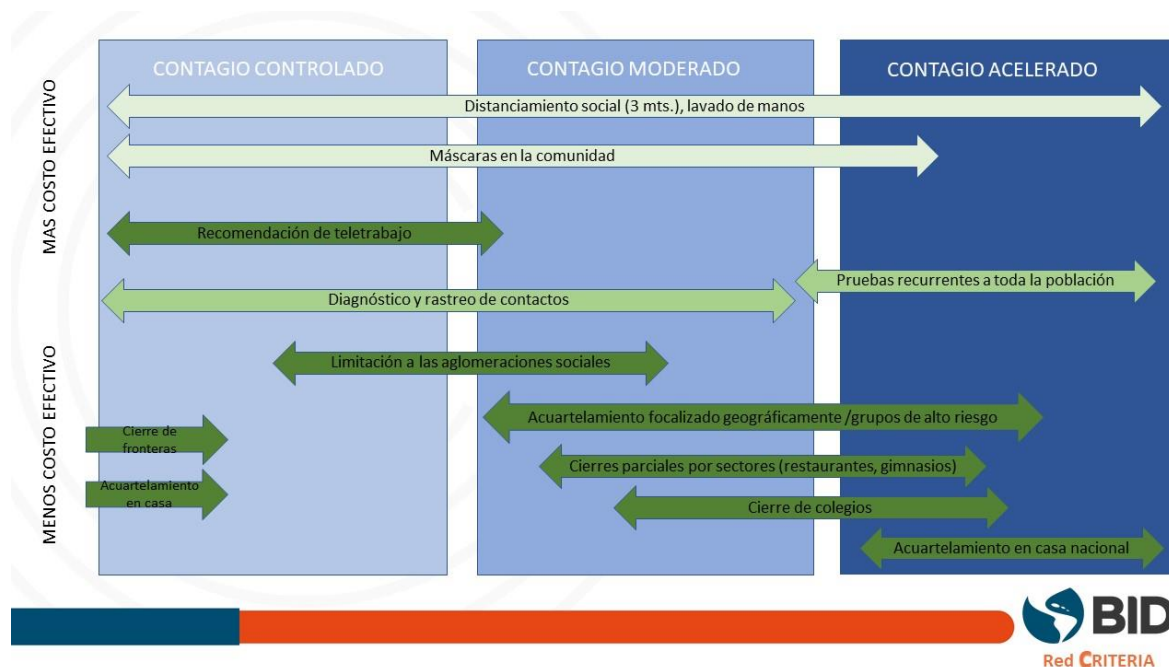 CONTAGIO CONTROLADO
CONTAGIO MODERADO
CONTAGIO ACELERADO
MAS COSTO EFECTIVO
Distanciamiento social (3 mts.), lavado de manos
Máscaras en la comunidad
Recomendación de teletrabajo
Pruebas recurrentes a toda la población
Diagnóstico y rastreo de contactos
MENOS COSTO EFECTIVO
Limitación a las aglomeraciones sociales
Acuartelamiento focalizado geográficamente /grupos de alto riesgo
Cierre de
fronteras
Cierres parciales por sectores (restaurantes, gimnasios)
Acuartelamiento
en casa
Cierre de colegios
Acuartelamiento en casa nacional
BID
Red CRITERIA